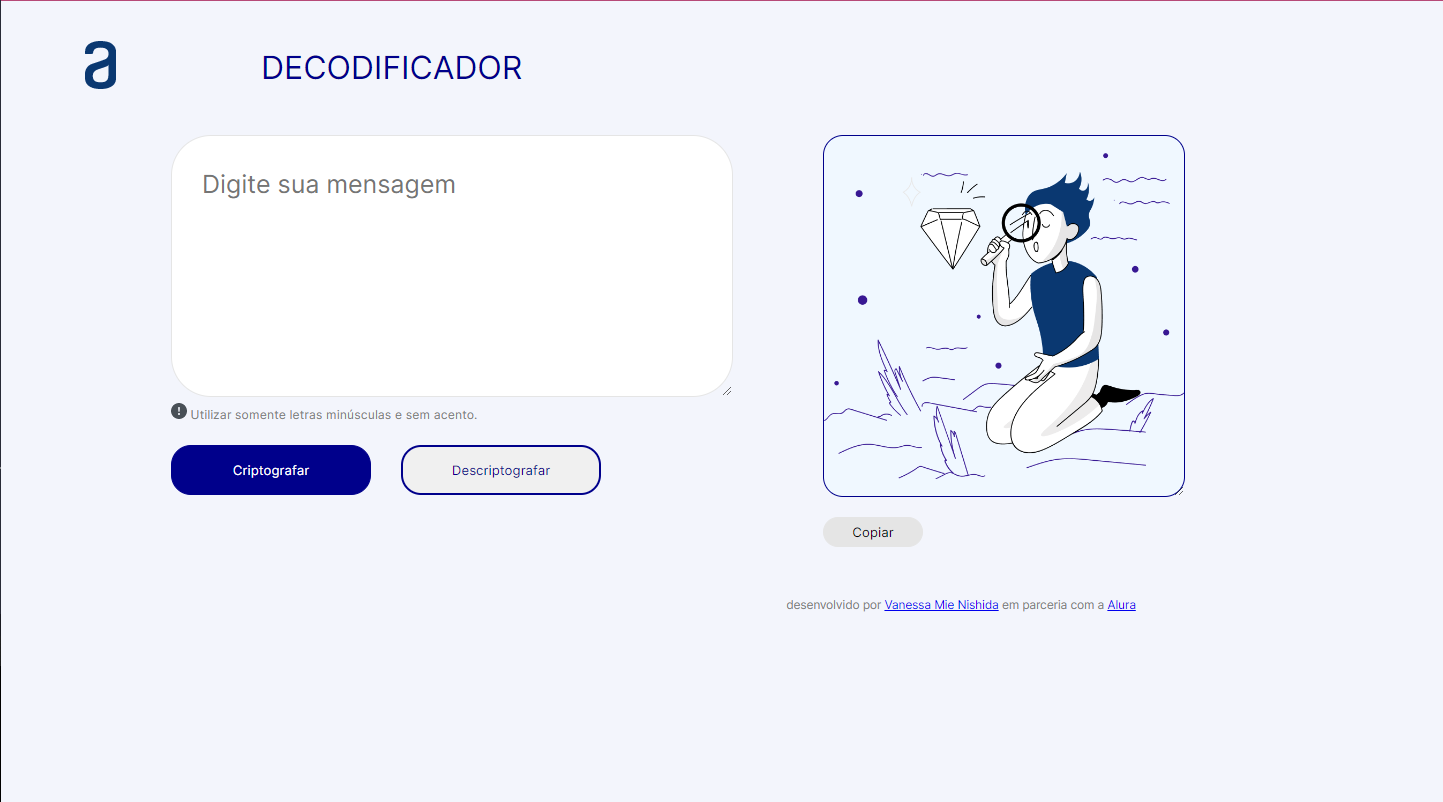 a
DECODIFICADOR
Digite sua mensagem
! Utilizar somente letras minúsculas e sem acento.
Criptografar
Descriptografar
Copiar
desenvolvido por Vanessa Mie Nishida em parceria com a Alura